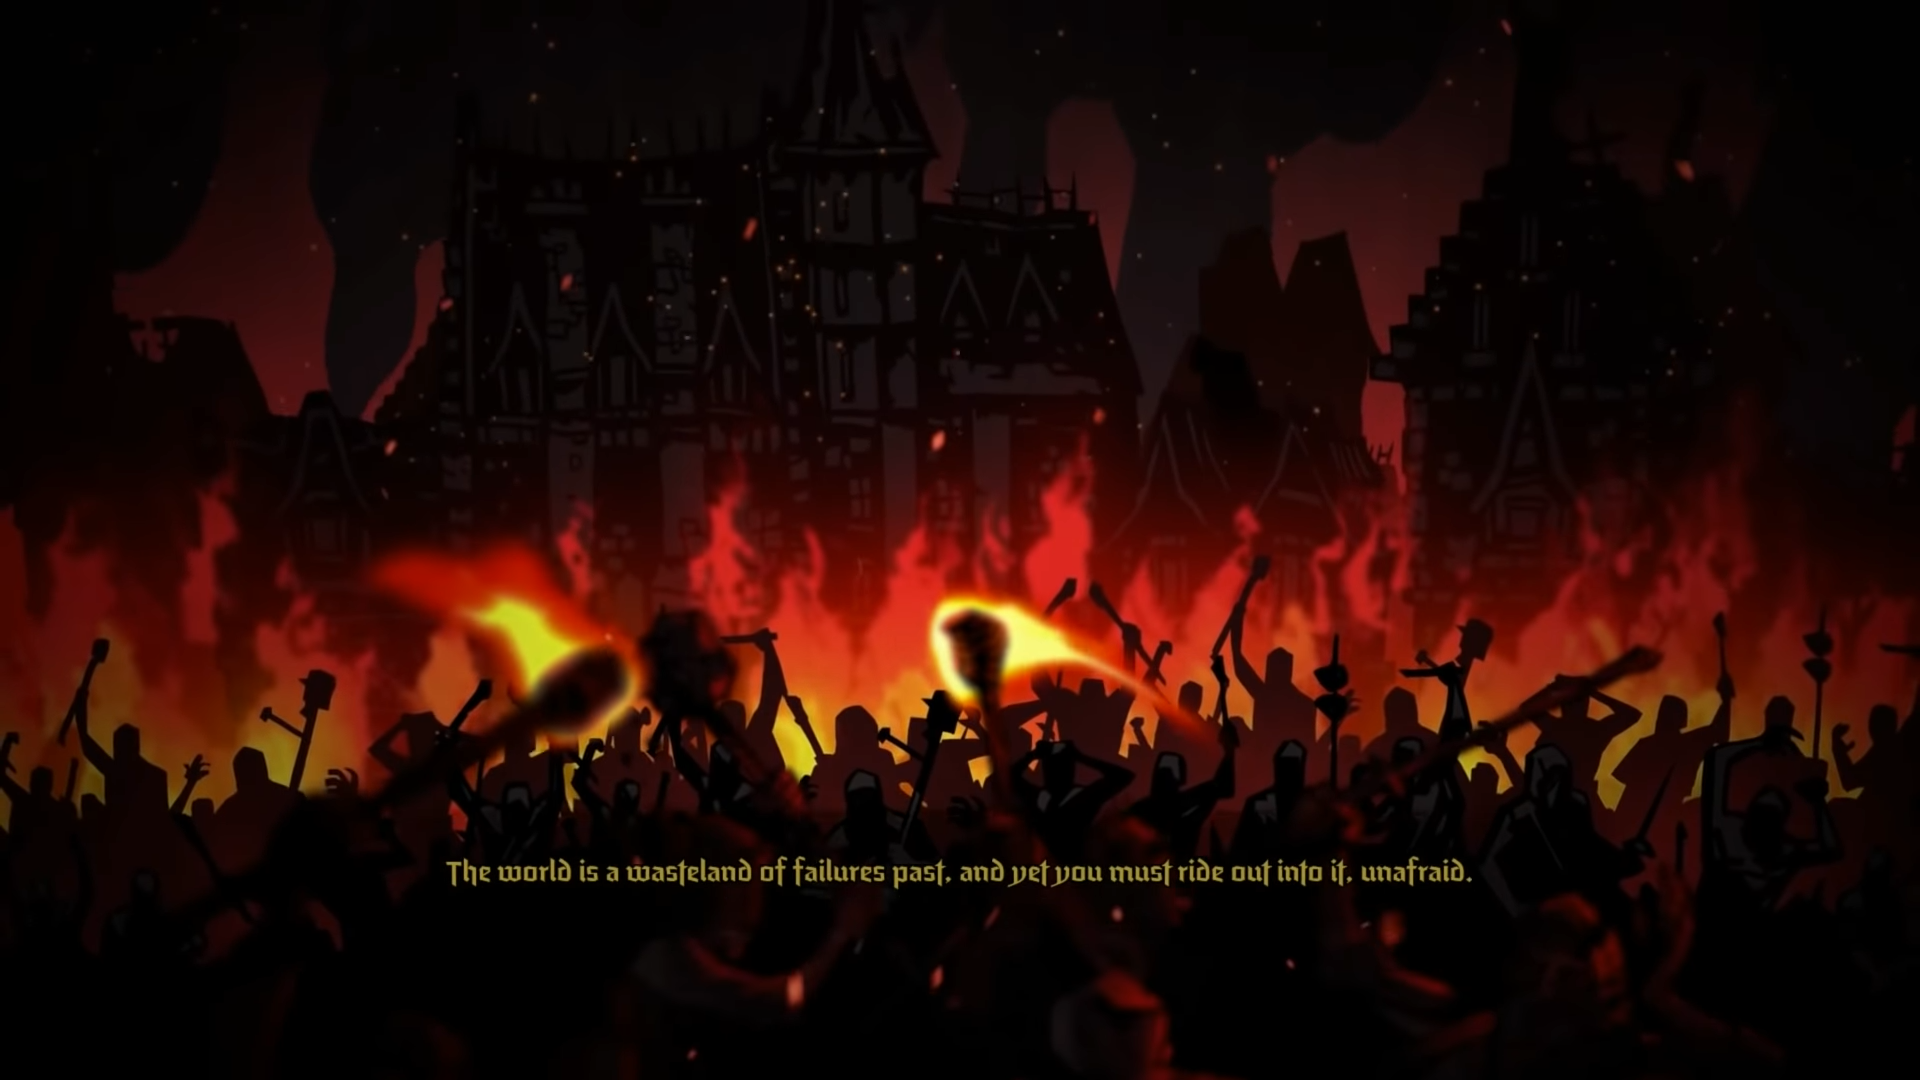 The world is a wasteland of failures past, and yet you must ride out into it, unafraid.